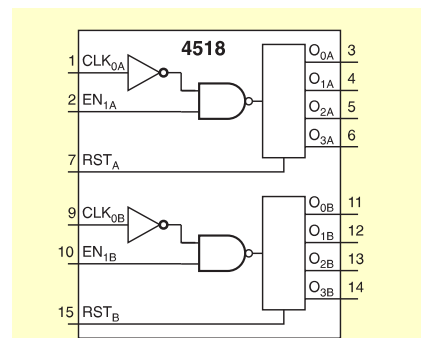 4518
1 CLK0A
2 EN1A
7 RSTA
O0A 3
O1A 4
O2A 5
O3A 6
9 CLK0B
10 EN1B
15 RSTB
O0B 11
O1B 12
O2B 13
O3B 14